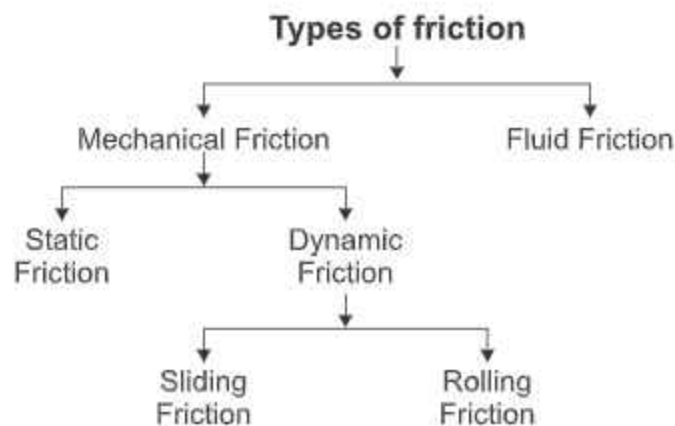 Types of friction
Mechanical Friction
Fluid Friction
Static
Friction
Dynamic
Friction
Sliding
Friction
Rolling
Friction